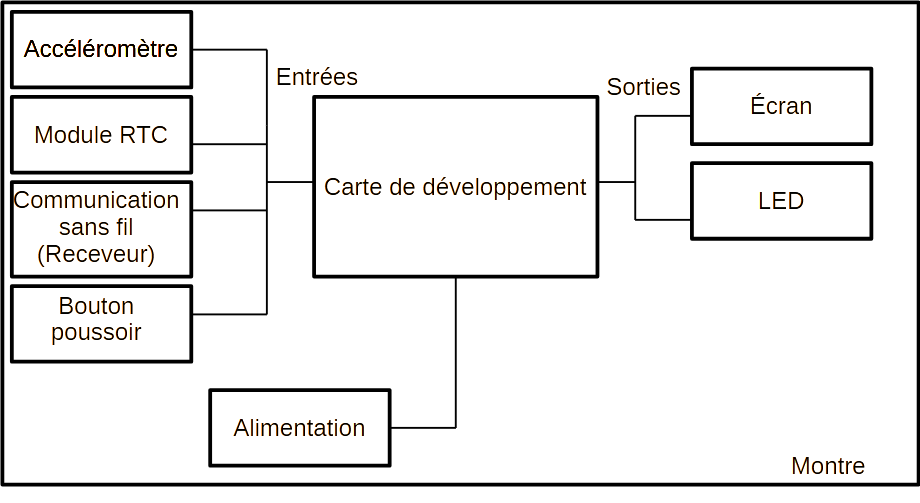 Accéléromètre
Module RTC
Communication
sans fil
(Receveur)
Bouton
poussoir
Entrées
Carte de développement
Sorties
Écran
LED
Alimentation
Montre